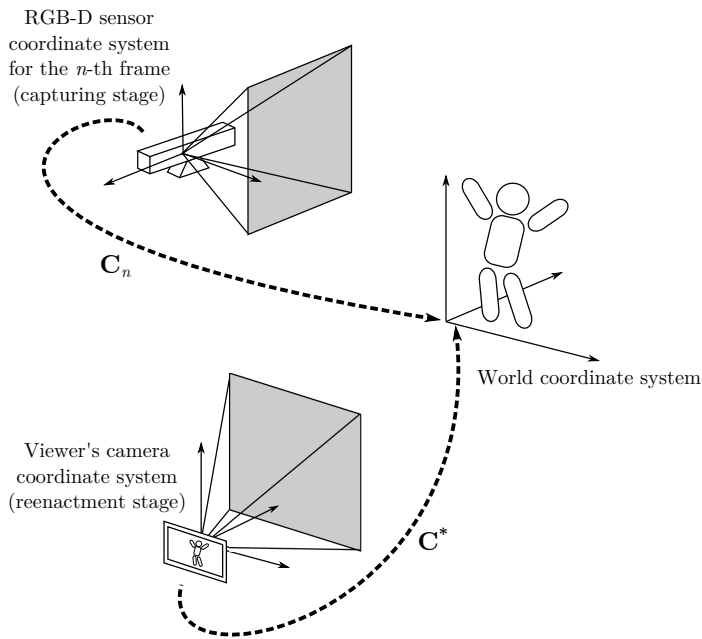 RGB-D sensor
coordinate system
for the n-th frame
(capturing stage)
Cn
World coordinate system
Viewer's camera
coordinate system
(reenactment stage)
C*